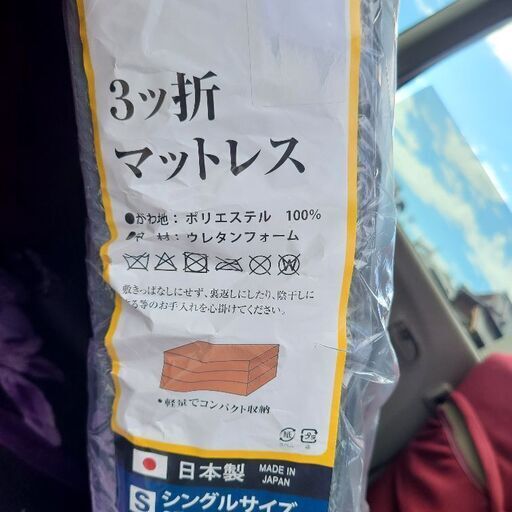 3ッ折
マットレス
●がわ地：ポリエステル 100%
材：ウレタンフォーム
敷きっぱなしにせず、裏返しにしたり、陰干しに
する等のお手入れを心掛けてください。
●軽量でコンパクト収納
紙 プラ
日本製 MADE IN JAPAN
S シングルサイズ